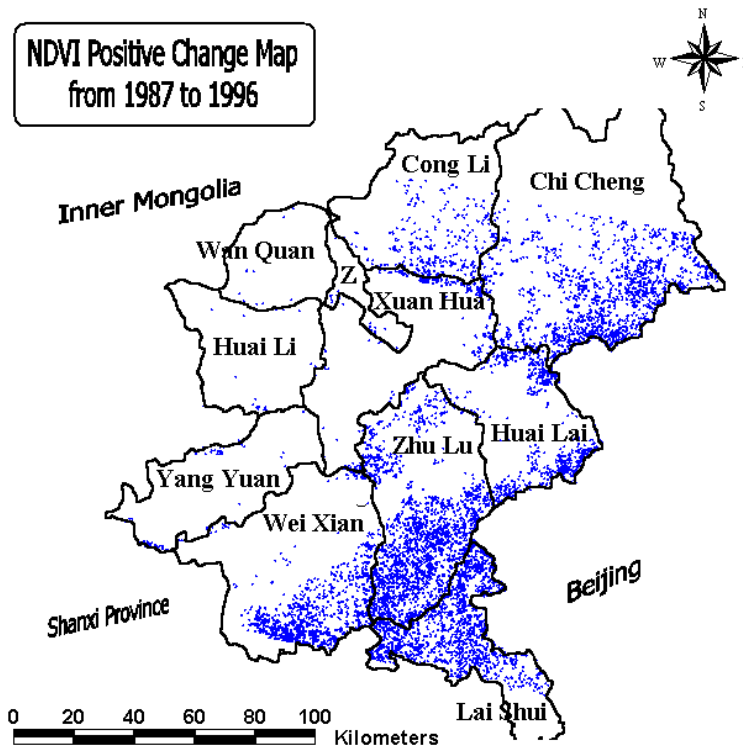 NDVI Positive Change Map
from 1987 to 1996
N
W
E
S
Cong Li
Chi Cheng
Inner Mongolia
Wan Quan
Z
Xuan Hua
Huai Li
Zhu Lu
Huai Lai
Yang Yuan
Wei Xian
Beijing
Shanxi Province
Lai Shui
0 20 40 60 80 100
Kilometers